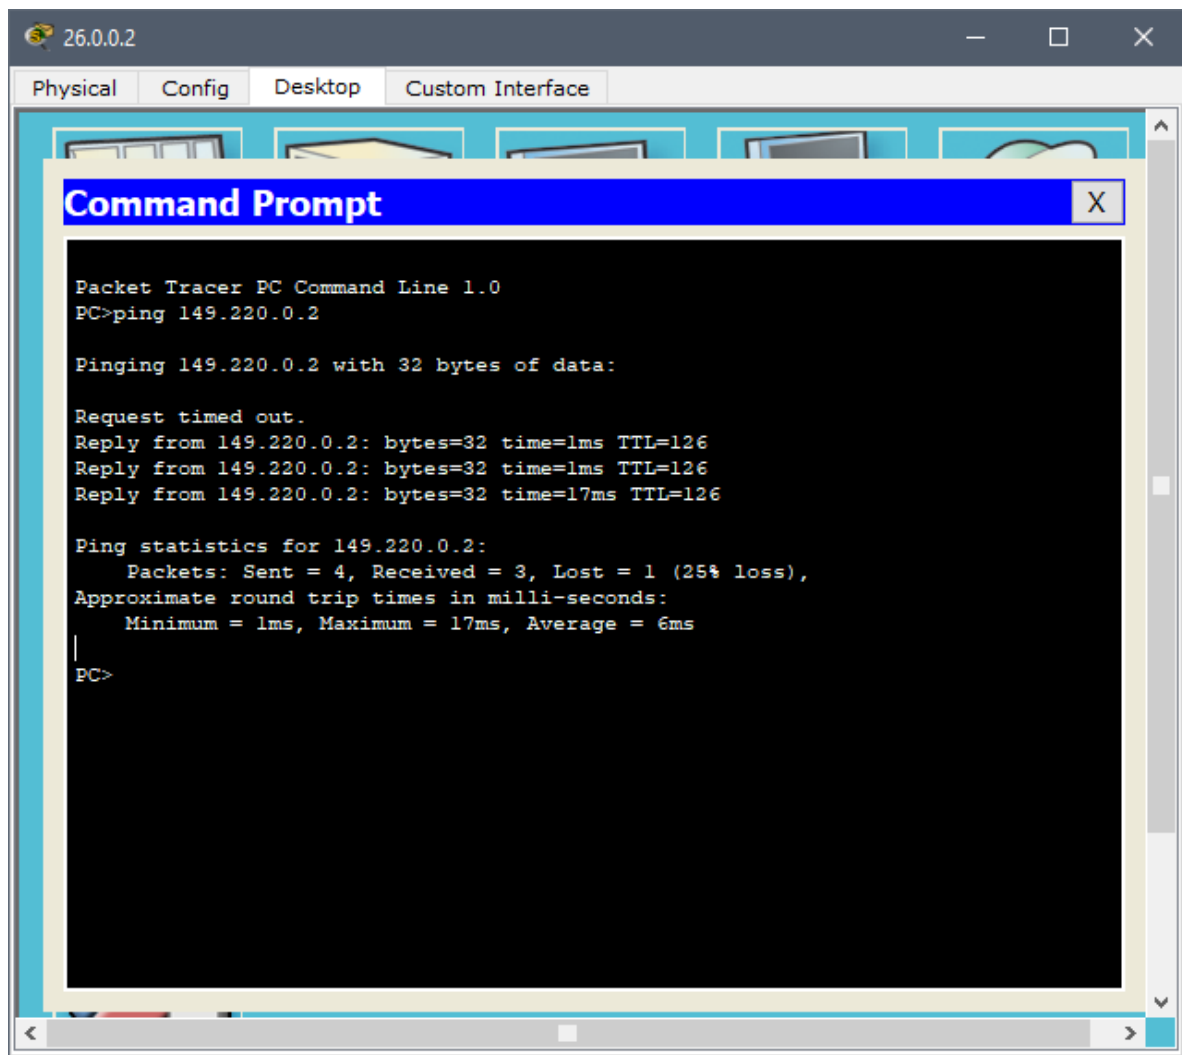 26.0.0.2
Physical Config Desktop Custom Interface
Command Prompt X
Packet Tracer PC Command Line 1.0
PC>ping 149.220.0.2
Pinging 149.220.0.2 with 32 bytes of data:
Request timed out.
Reply from 149.220.0.2: bytes=32 time=1ms TTL=126
Reply from 149.220.0.2: bytes=32 time=1ms TTL=126
Reply from 149.220.0.2: bytes=32 time=17ms TTL=126
Ping statistics for 149.220.0.2:
Packets: Sent = 4, Received = 3, Lost = 1 (25% loss),
Approximate round trip times in milli-seconds:
Minimum = 1ms, Maximum = 17ms, Average = 6ms
PC>